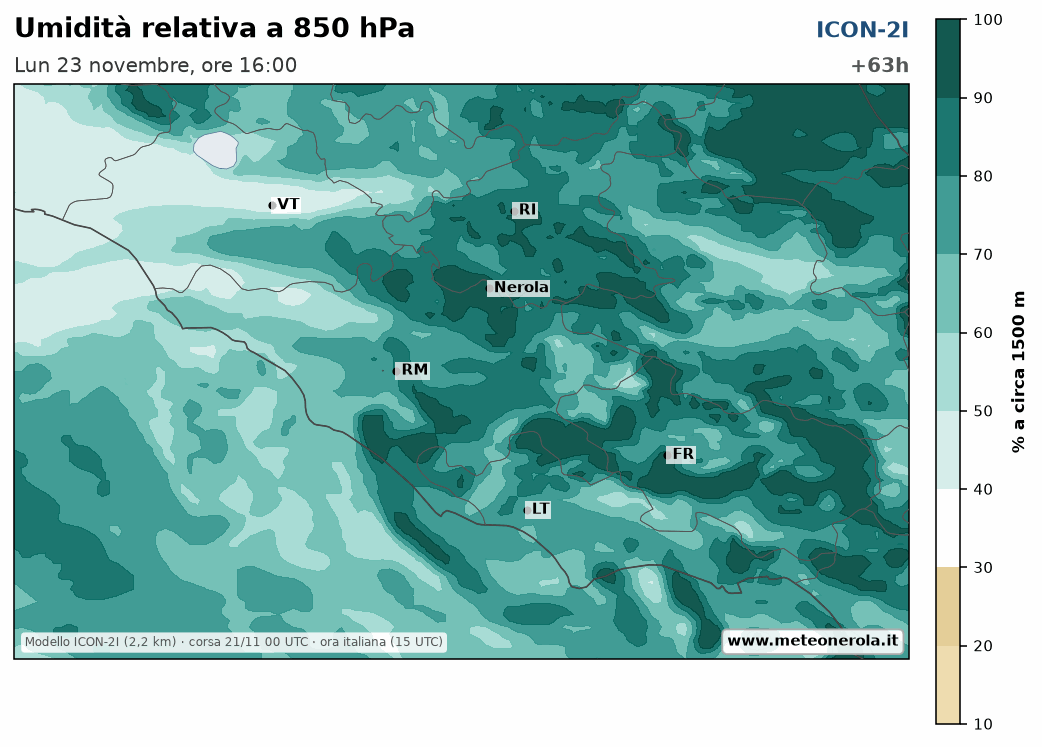 Umidità relativa a 850 hPa
ICON-2I
Lun 23 novembre, ore 16:00
+63h
100
90
80
70
60
50
40
30
20
10
% a circa 1500 m
VT
RI
Nerola
RM
FR
LT
Modello ICON-2I (2,2 km) · corsa 21/11 00 UTC · ora italiana (15 UTC)
www.meteonerola.it